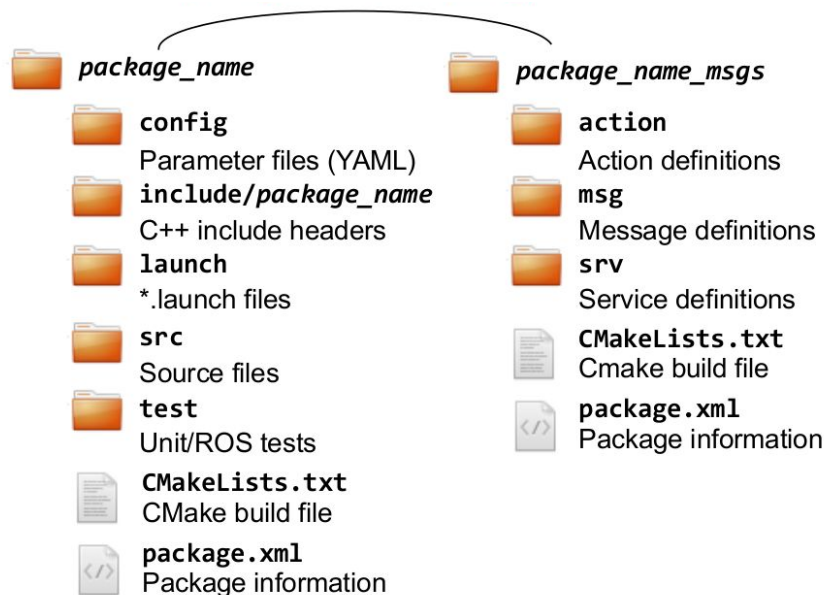 package_name
config
Parameter files (YAML)
include/package_name
C++ include headers
launch
*.launch files
src
Source files
test
Unit/ROS tests
CMakeLists.txt
CMake build file
package.xml
Package information
package_name_msgs
action
Action definitions
msg
Message definitions
srv
Service definitions
CMakeLists.txt
Cmake build file
package.xml
Package information